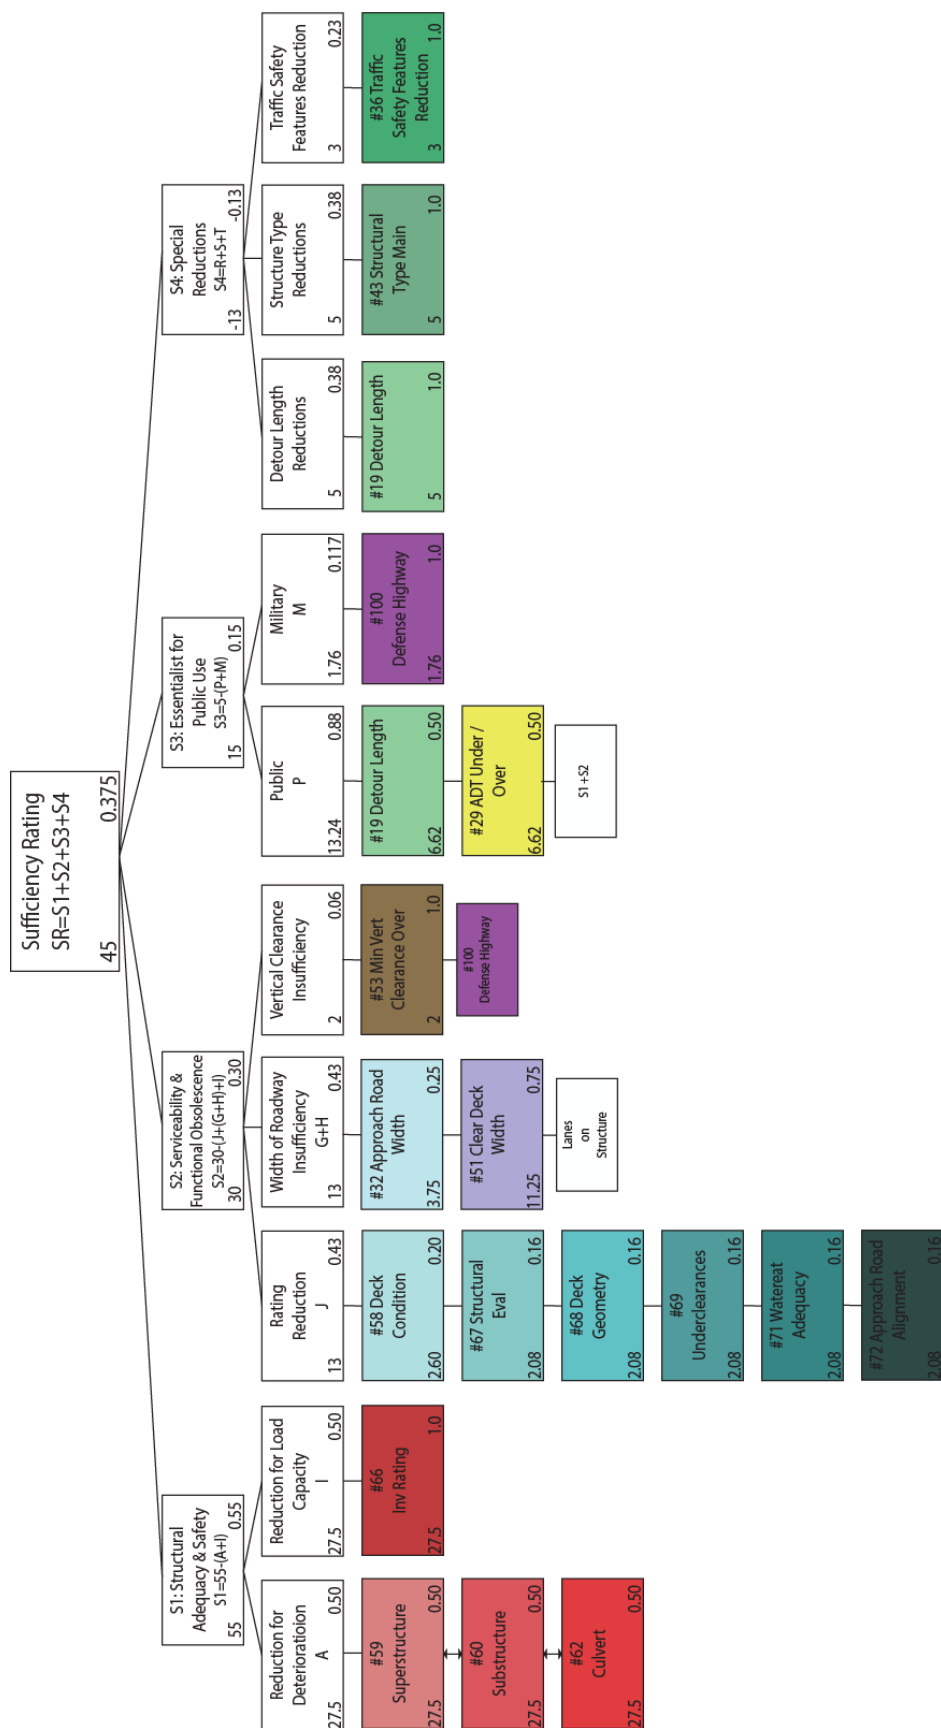 Sufficiency Rating
SR=S1+S2+S3+S4
45 0.375
S1: Structural
Adequacy & Safety
S1=55-(A+I)
55 0.55
Reduction for
Deterioratioion
A
27.5 0.50
#59
Superstructure
27.5 0.50
#60
Substructure
27.5 0.50
#62
Culvert
27.5 0.50
Reduction for Load
Capacity
I
27.5 0.50
#66
Inv Rating
27.5 1.0
S2: Serviceability &
Functional Obsolescence
S2=30-(J+(G+H)+I)
30 0.30
Rating
Reduction
J
13 0.43
#58 Deck
Condition
2.60 0.20
#67 Structural
Eval
2.08 0.16
#68 Deck
Geometry
2.08 0.16
#69
Underclearances
2.08 0.16
#71 Watereat
Adequacy
2.08 0.16
#72 Approach Road
Alignment
2.08 0.16
Width of Roadway
Insufficiency
G+H
13 0.43
#32 Approach Road
Width
3.75 0.25
#51 Clear Deck
Width
11.25 0.75
Lanes
on
Structure
Vertical Clearance
Insufficiency
2 0.06
#53 Min Vert
Clearance Over
2 1.0
#100
Defense Highway
S3: Essentialist for
Public Use
S3=5-(P+M)
15 0.15
Public
P
13.24 0.88
#19 Detour Length
6.62 0.50
#29 ADT Under /
Over
6.62 0.50
S1+S2
Military
M
1.76 0.117
#100
Defense Highway
1.76 1.0
S4: Special
Reductions
S4=R+S+T
-13 -0.13
Detour Length
Reductions
5 0.38
#19 Detour Length
5 1.0
Structure Type
Reductions
5 0.38
#43 Structural
Type Main
5 1.0
Traffic Safety
Features Reduction
3 0.23
#36 Traffic
Safety Features
Reduction
3 1.0